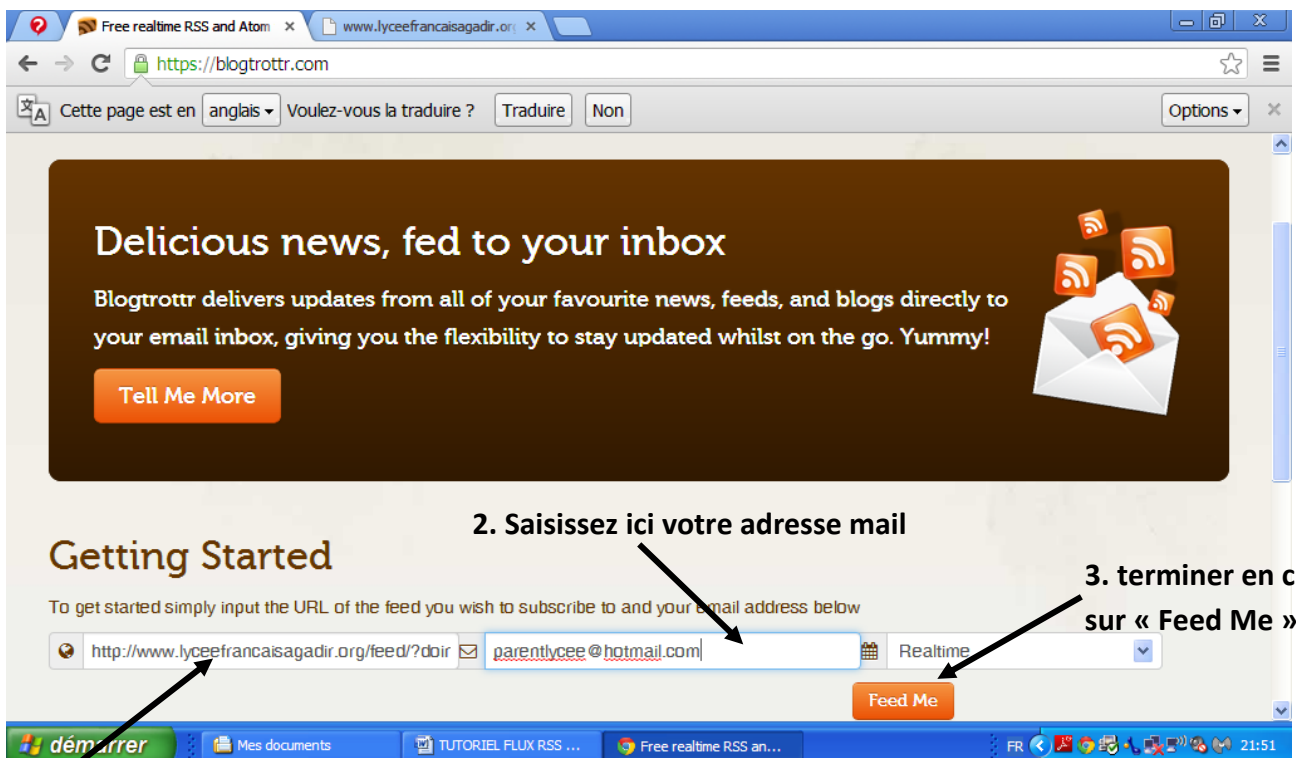 Free realtime RSS and Atom
www.lyceefrancaisagadir.or
https://blogtrottr.com
Cette page est en anglais Voulez-vous la traduire ? Traduire Non Options
Delicious news, fed to your inbox
Blogtrottr delivers updates from all of your favourite news, feeds, and blogs directly to
your email inbox, giving you the flexibility to stay updated whilst on the go. Yummy!
Tell Me More
2. Saisissez ici votre adresse mail
Getting Started
3. terminer en c
sur « Feed Me »
To get started simply input the URL of the feed you wish to subscribe to and your email address below
http://www.lyceefrancaisagadir.org/feed/?doin parentlycee@hotmail.com Realtime
Feed Me
démarrer Mes documents TUTORIEL FLUX RSS ... Free realtime RSS an... FR 21:51